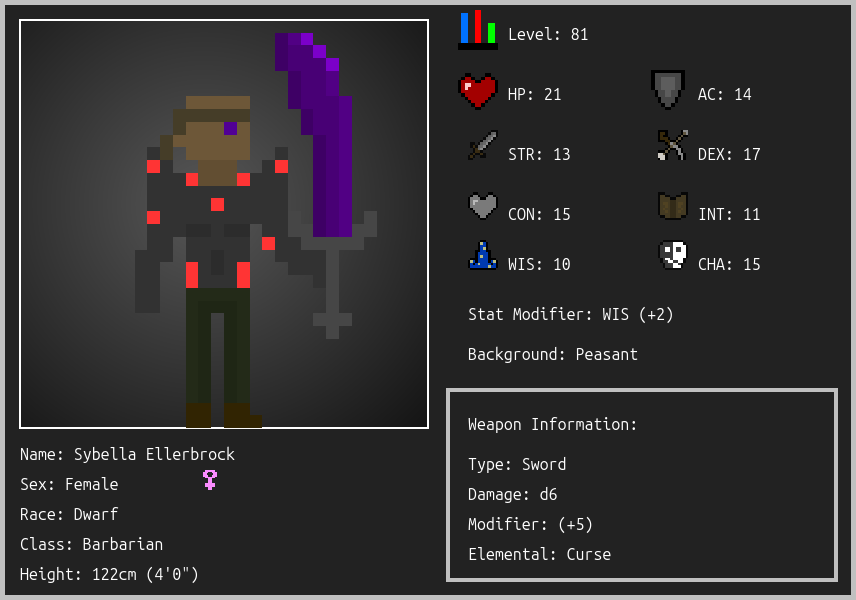 Level: 81
HP: 21
AC: 14
STR: 13
DEX: 17
CON: 15
INT: 11
WIS: 10
CHA: 15
Stat Modifier: WIS (+2)
Background: Peasant
Weapon Information:
Type: Sword
Damage: d6
Modifier: (+5)
Elemental: Curse
Name: Sybella Ellerbrock
Sex: Female
Race: Dwarf
Class: Barbarian
Height: 122cm (4'0")